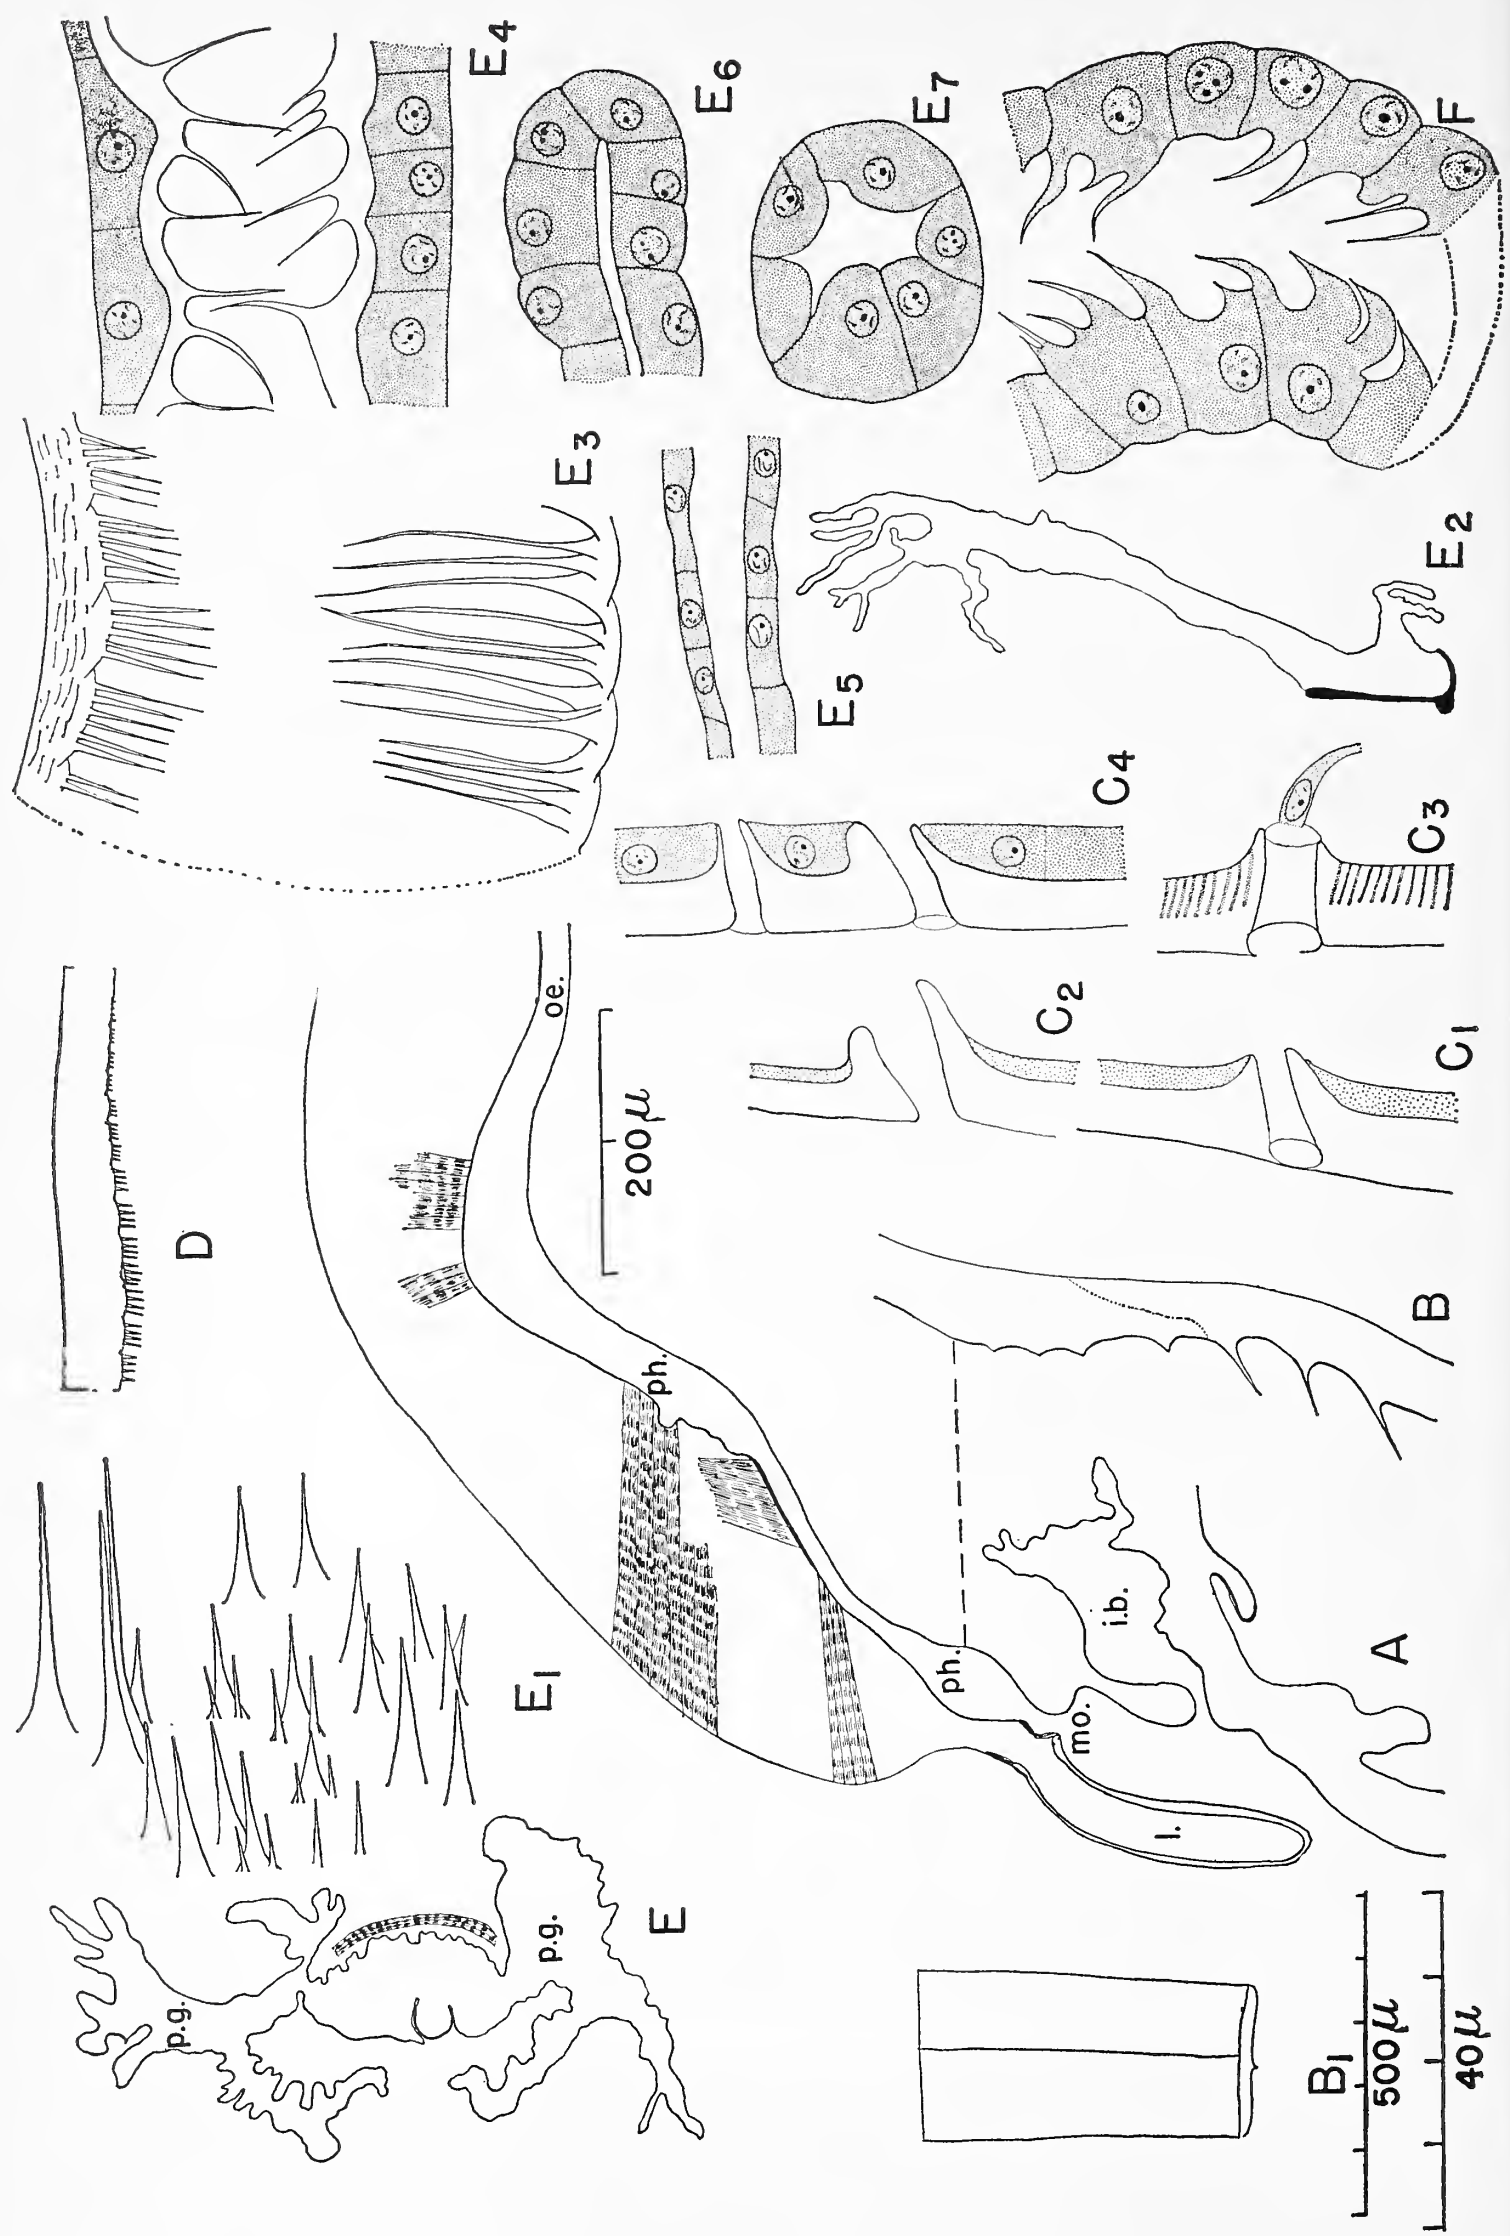 E4
E6
E7
F
E3
E5
E2
C4
C3
C2
C1
D
oe.
200μ
ph.
B
E1
ph.
mo.
i.b.
A
l.
E
p.g.
p.g.
B1
500μ
40μ